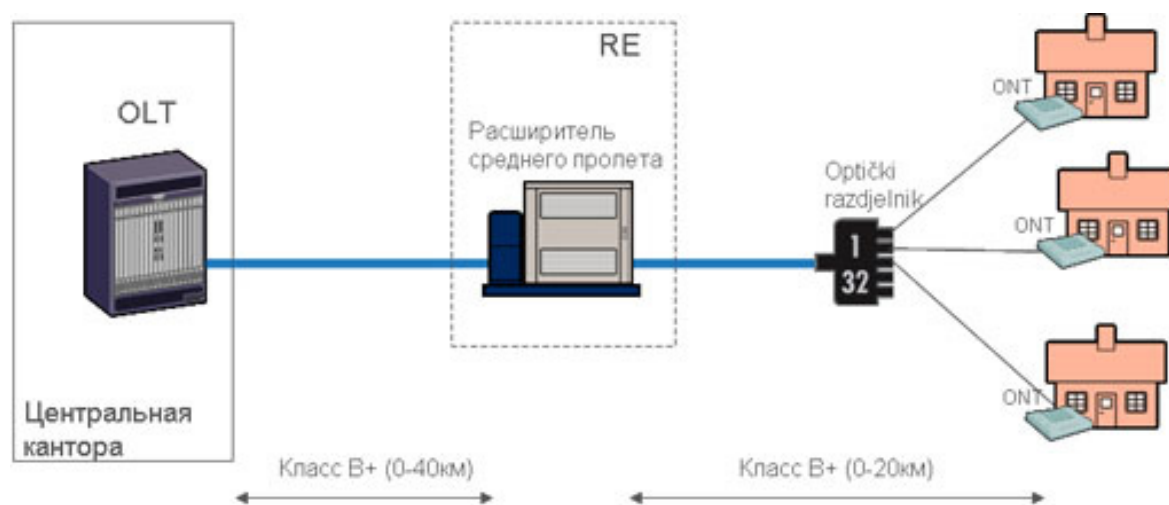 RE
OLT
Расширитель
среднего пролета
Optički
razdjelnik
1
32
ONT
ONT
ONT
Центральная
кантора
Класс B+ (0-40км)
Класс B+ (0-20км)